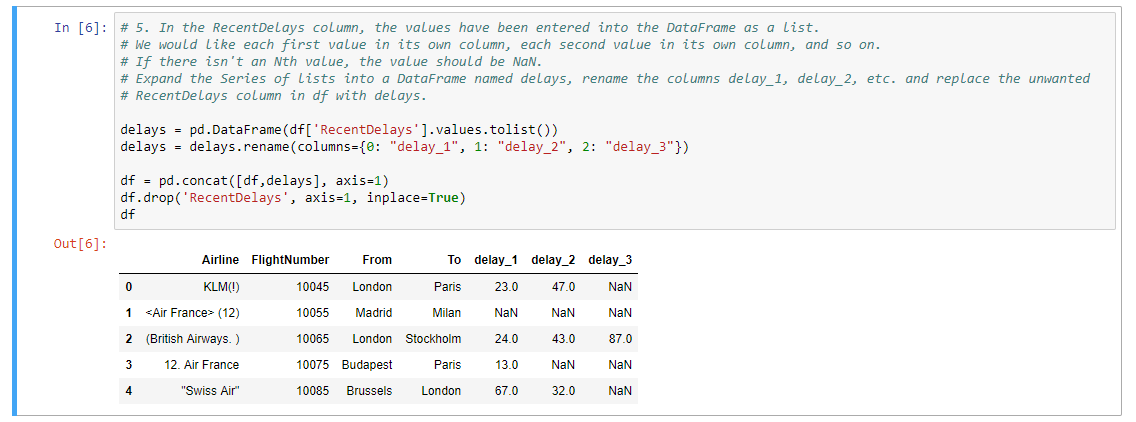 In [6]: # 5. In the RecentDelays column, the values have been entered into the DataFrame as a list.
# We would like each first value in its own column, each second value in its own column, and so on.
# If there isn't an Nth value, the value should be NaN.
# Expand the Series of lists into a DataFrame named delays, rename the columns delay_1, delay_2, etc. and replace the unwanted
# RecentDelays column in df with delays.
delays = pd.DataFrame(df['RecentDelays'].values.tolist())
delays = delays.rename(columns={0: "delay_1", 1: "delay_2", 2: "delay_3"})
df = pd.concat([df,delays], axis=1)
df.drop('RecentDelays', axis=1, inplace=True)
df
Out[6]:
Airline FlightNumber From To delay_1 delay_2 delay_3
0 KLM(!) 10045 London Paris 23.0 47.0 NaN
1 <Air France> (12) 10055 Madrid Milan NaN NaN NaN
2 (British Airways. ) 10065 London Stockholm 24.0 43.0 87.0
3 12. Air France 10075 Budapest Paris 13.0 NaN NaN
4 "Swiss Air" 10085 Brussels London 67.0 32.0 NaN